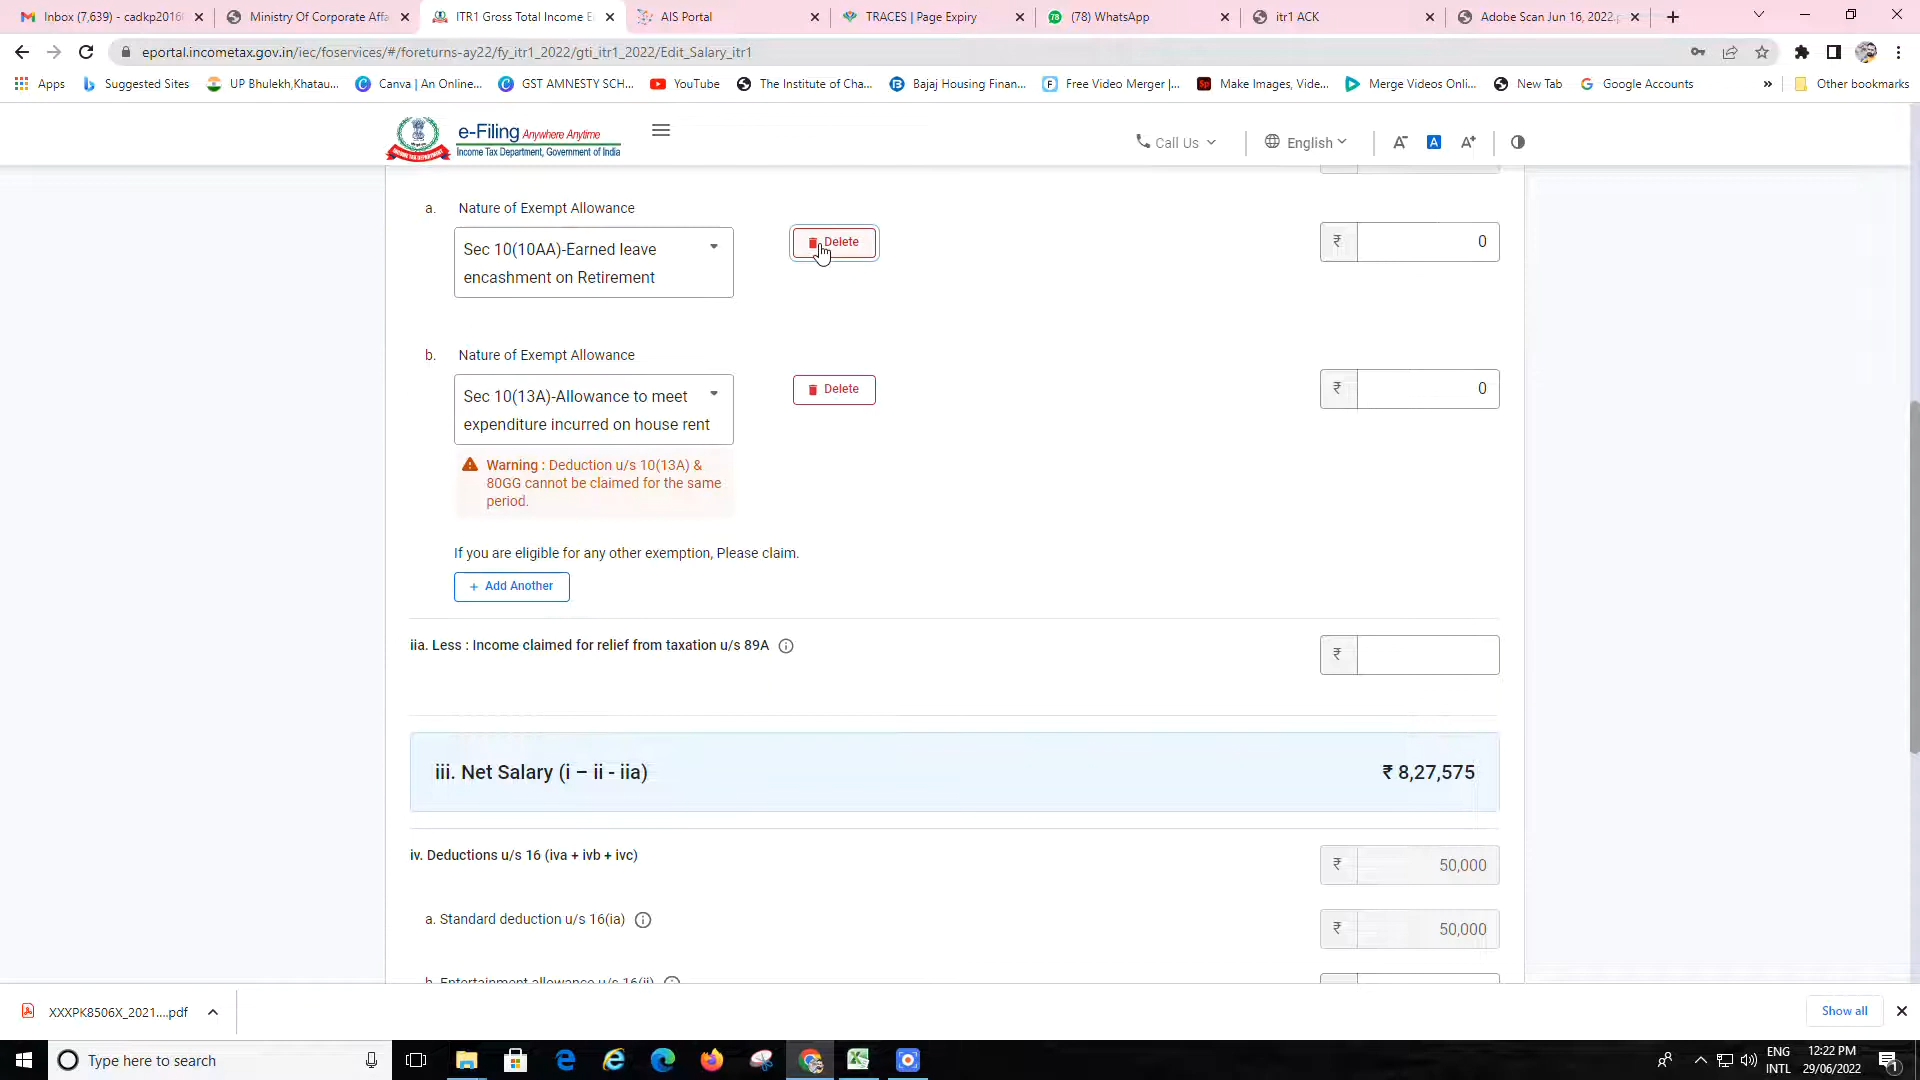 Inbox (7,639) - cadkp2016
Ministry Of Corporate Affa
ITR1 Gross Total Income E
AIS Portal
TRACES | Page Expiry
(78) WhatsApp
itr1 ACK
Adobe Scan Jun 16, 2022.p
eportal.incometax.gov.in/iec/foservices/#/foreturns-ay22/fy_itr1_2022/gti_itr1_2022/Edit_Salary_itr1
Apps
Suggested Sites
UP Bhulekh,Khatau...
Canva | An Online...
GST AMNESTY SCH...
YouTube
The Institute of Cha...
Bajaj Housing Finan...
Free Video Merger |...
Make Images, Vide...
Merge Videos Onli...
New Tab
Google Accounts
»
Other bookmarks
e-Filing Anywhere Anytime
Income Tax Department, Government of India
Call Us
English
A-
A
A+
a. Nature of Exempt Allowance
Sec 10(10AA)-Earned leave
encashment on Retirement
Delete
₹ 0
b. Nature of Exempt Allowance
Sec 10(13A)-Allowance to meet
expenditure incurred on house rent
Delete
₹ 0
Warning : Deduction u/s 10(13A) &
80GG cannot be claimed for the same
period.
If you are eligible for any other exemption, Please claim.
+ Add Another
iia. Less : Income claimed for relief from taxation u/s 89A
₹
iii. Net Salary (i – ii - iia)
₹ 8,27,575
iv. Deductions u/s 16 (iva + ivb + ivc)
₹ 50,000
a. Standard deduction u/s 16(ia)
₹ 50,000
b. Entertainment allowance u/s 16(ii)
XXXPK8506X_2021....pdf
Show all
Type here to search
ENG
INTL
12:22 PM
29/06/2022
1